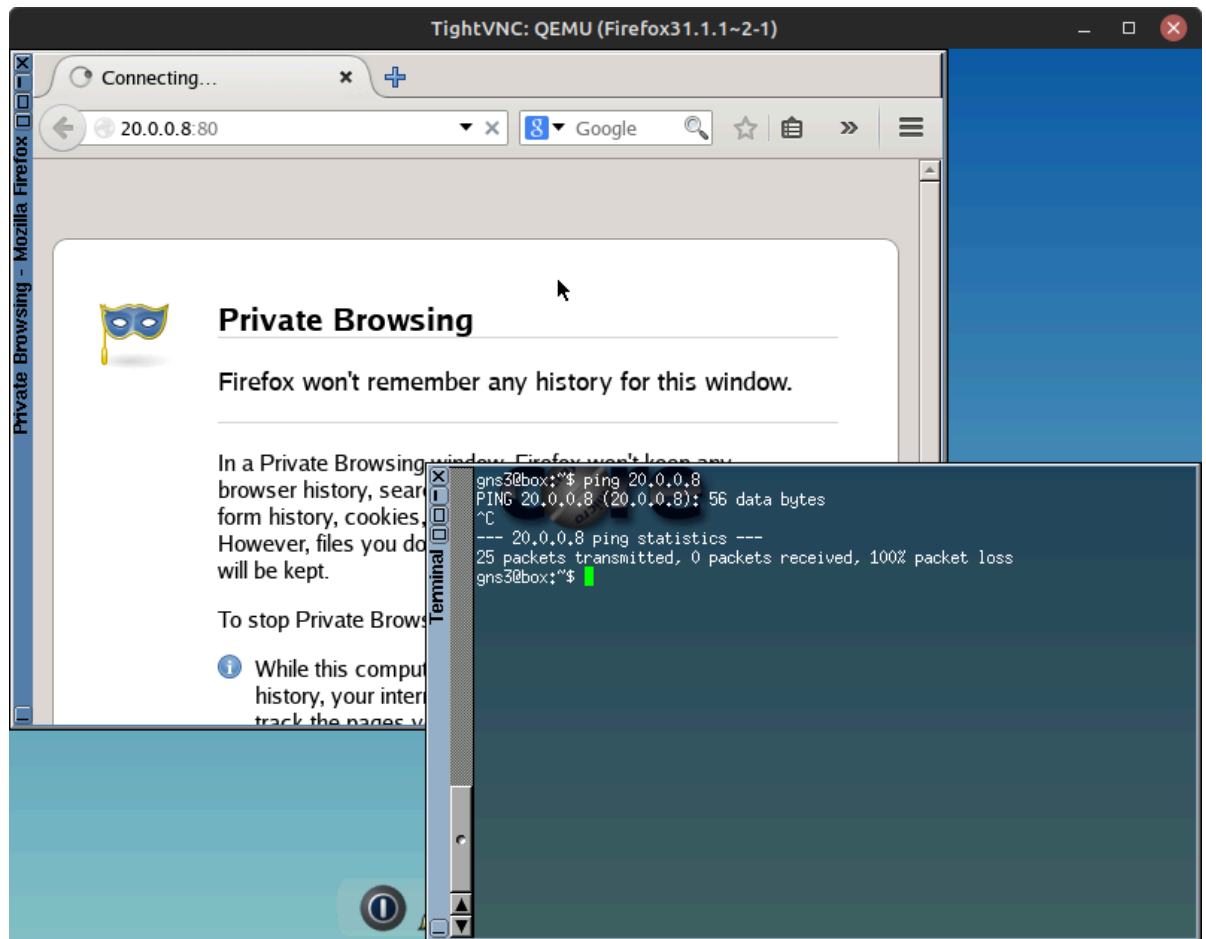 TightVNC: QEMU (Firefox31.1.1~2-1)
Private Browsing - Mozilla Firefox
Connecting...
20.0.0.8:80
8
Google
Private Browsing
Firefox won't remember any history for this window.
In a Private Browsing window, Firefox won't keep any
browser history, sear
form history, cookies,
However, files you do
will be kept.
To stop Private Brows
While this comput
history, your intern
track the pages v
Terminal
gns3@box:~$ ping 20.0.0.8
PING 20.0.0.8 (20.0.0.8): 56 data bytes
^C
--- 20.0.0.8 ping statistics ---
25 packets transmitted, 0 packets received, 100% packet loss
gns3@box:~$